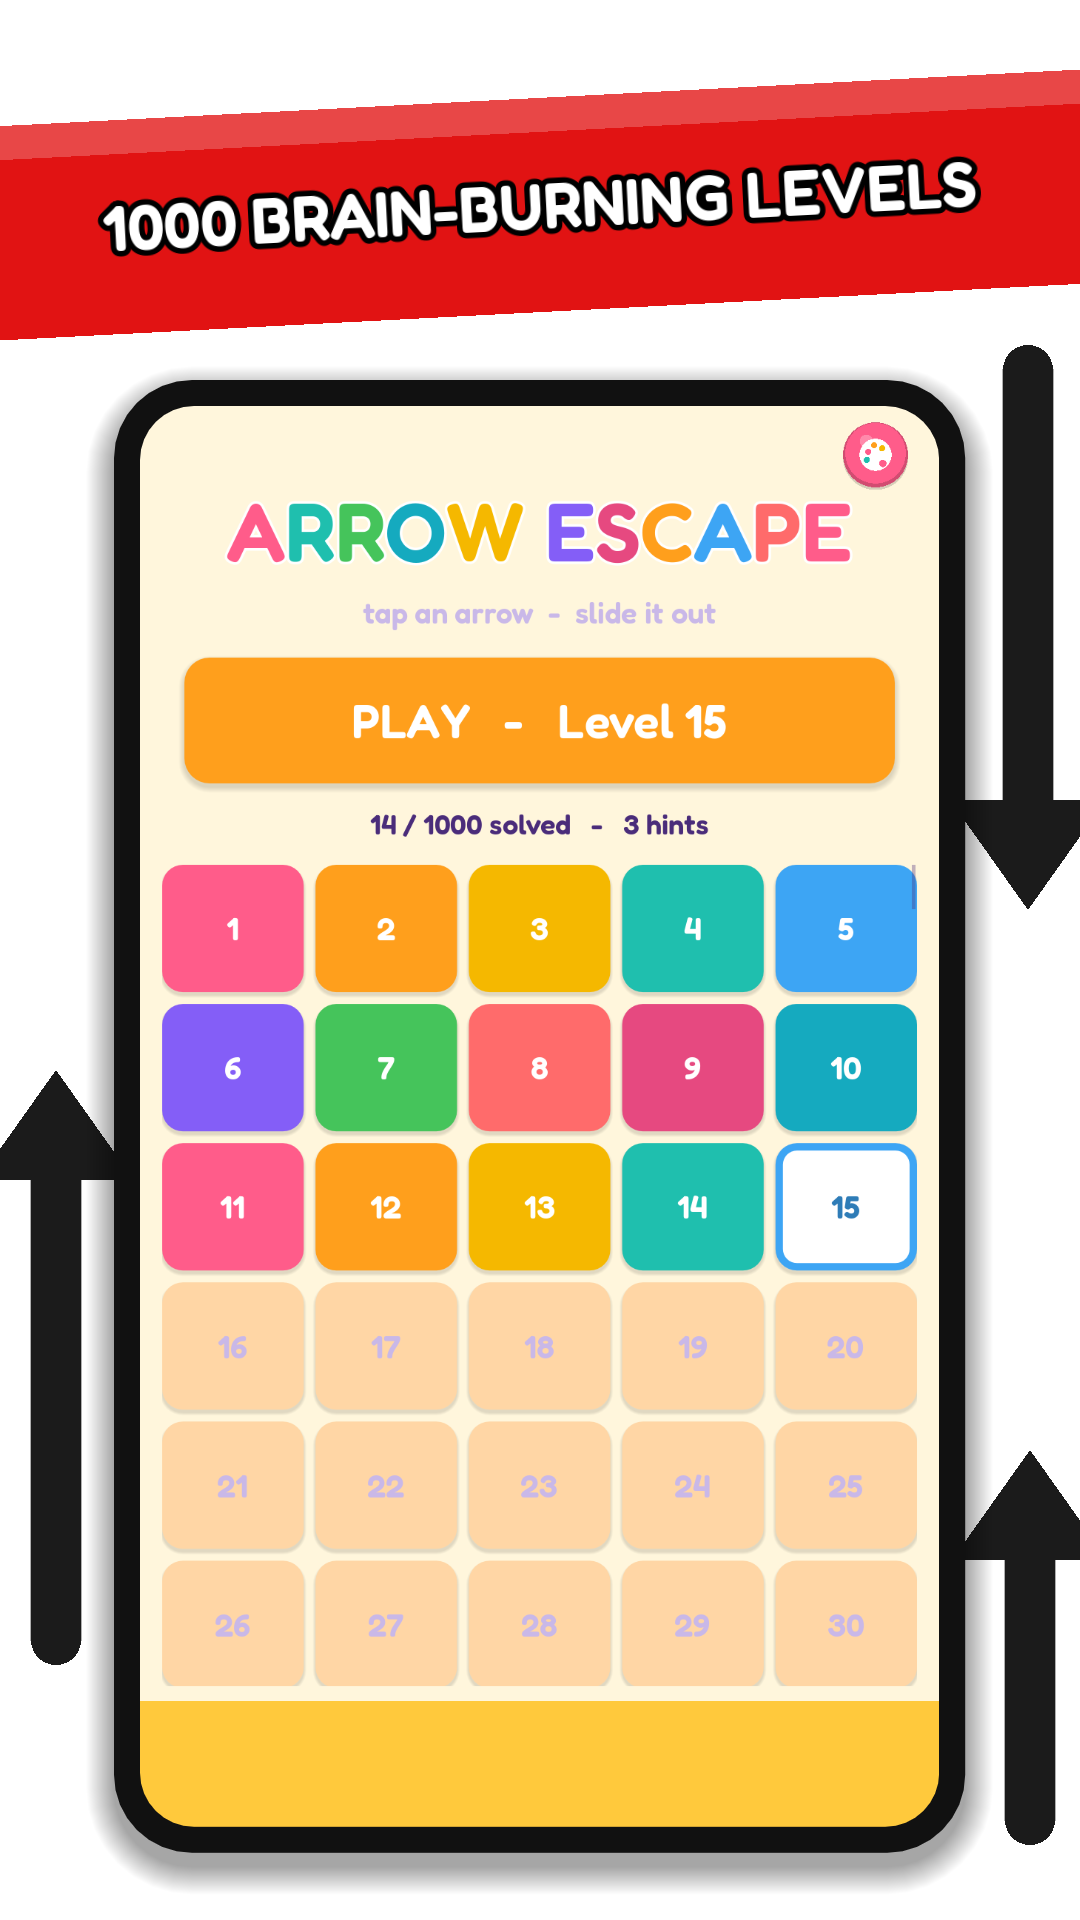 1000 BRAIN-BURNING LEVELS
ARROW ESCAPE
tap an arrow - slide it out
PLAY - Level 15
14 / 1000 solved - 3 hints
1 2 3 4 5
6 7 8 9 10
11 12 13 14 15
16 17 18 19 20
21 22 23 24 25
26 27 28 29 30